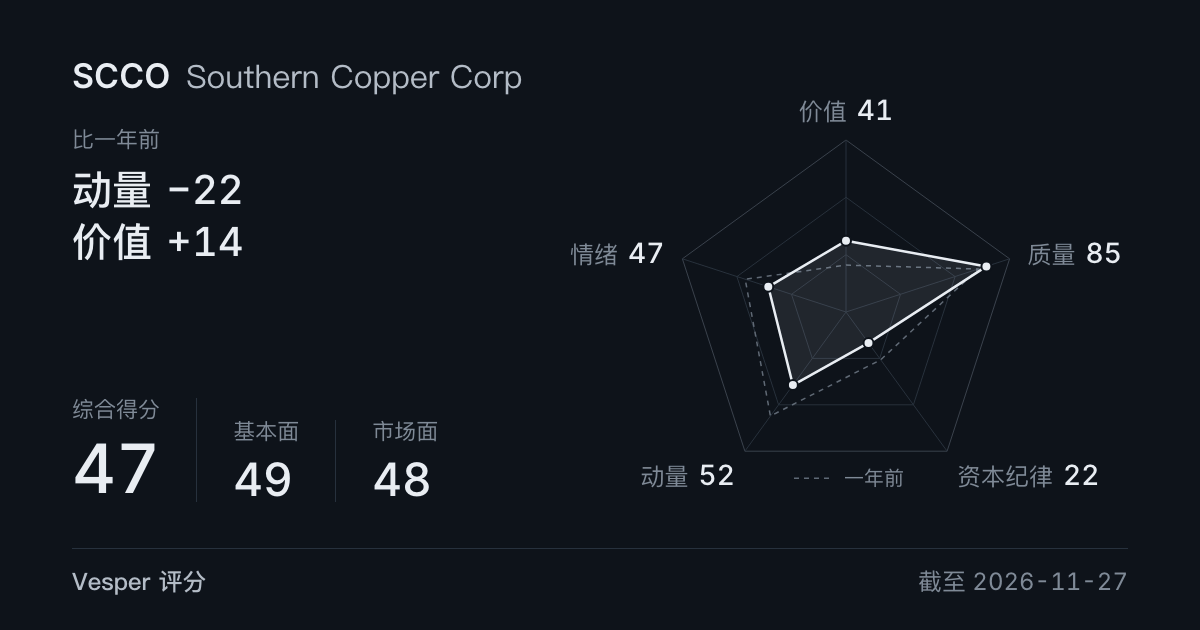 SCCO Southern Copper Corp
比一年前
动量 −22
价值 +14
综合得分
47
基本面
49
市场面
48
价值 41
情绪 47
质量 85
动量 52
一年前
资本纪律 22
Vesper 评分
截至 2026-11-27